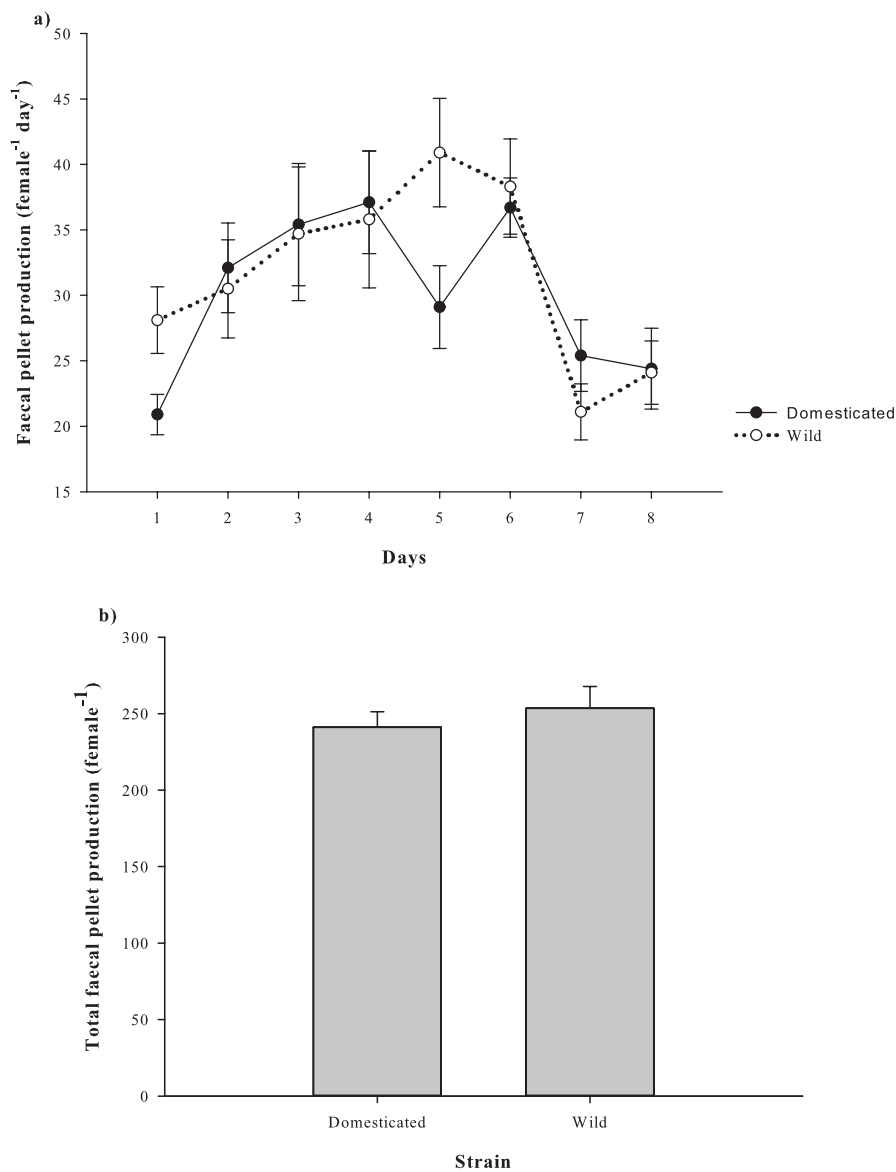 a)
Faecal pellet production (female⁻¹ day⁻¹)
50
45
40
35
30
25
20
15
1 2 3 4 5 6 7 8
Days
Domesticated
Wild
b)
Total faecal pellet production (female⁻¹)
300
250
200
150
100
50
0
Domesticated Wild
Strain